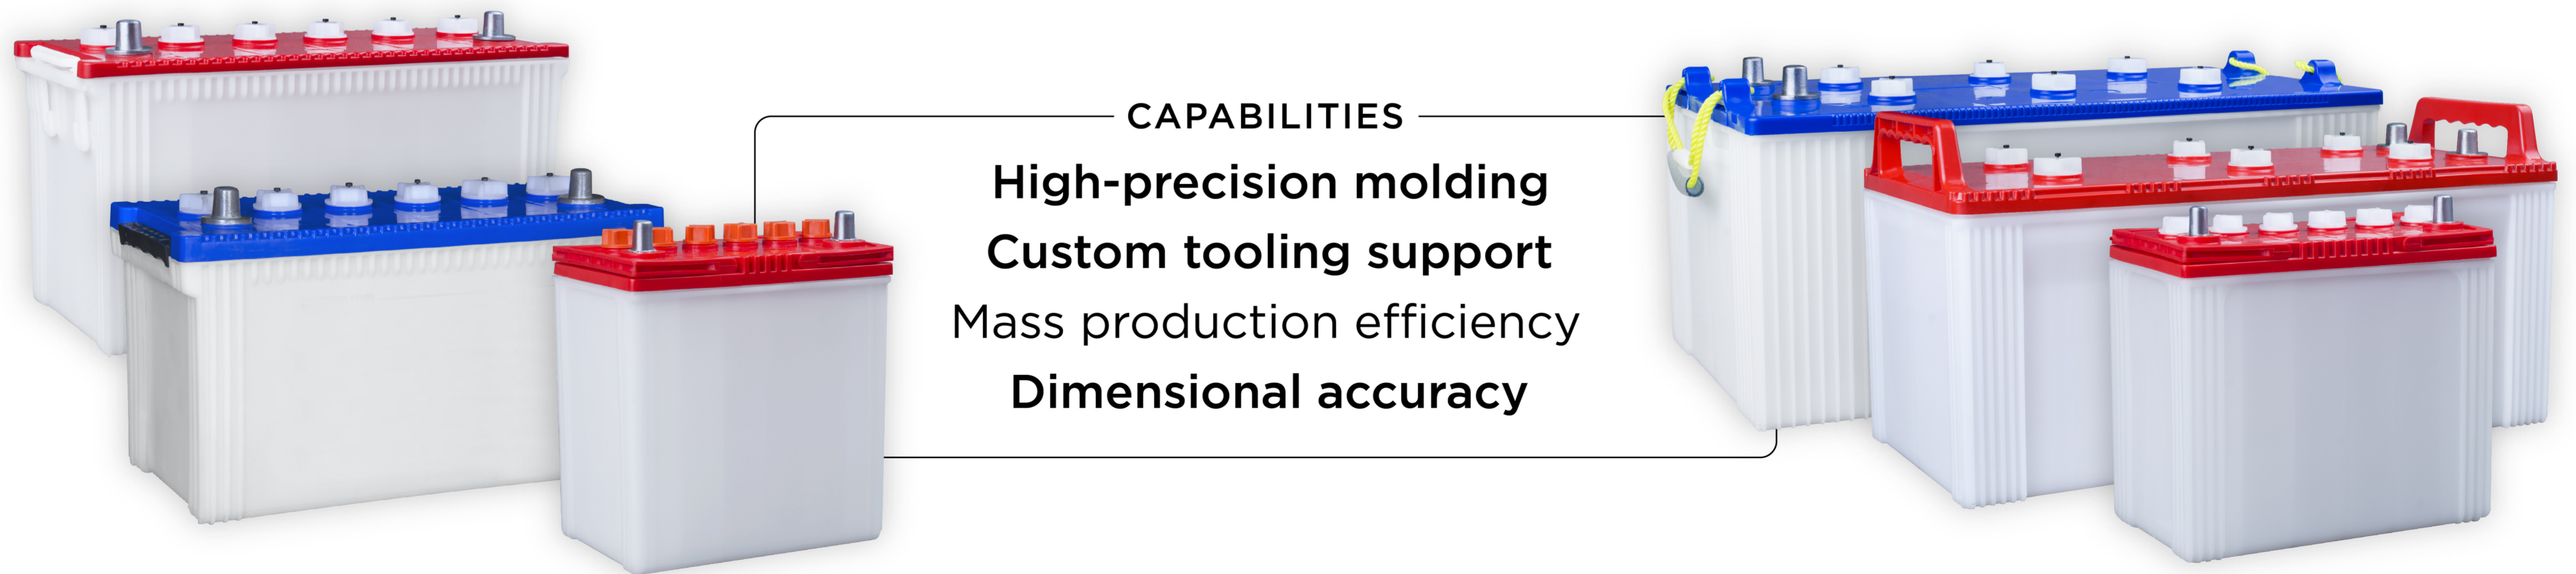 CAPABILITIES
High-precision molding
Custom tooling support
Mass production efficiency
Dimensional accuracy